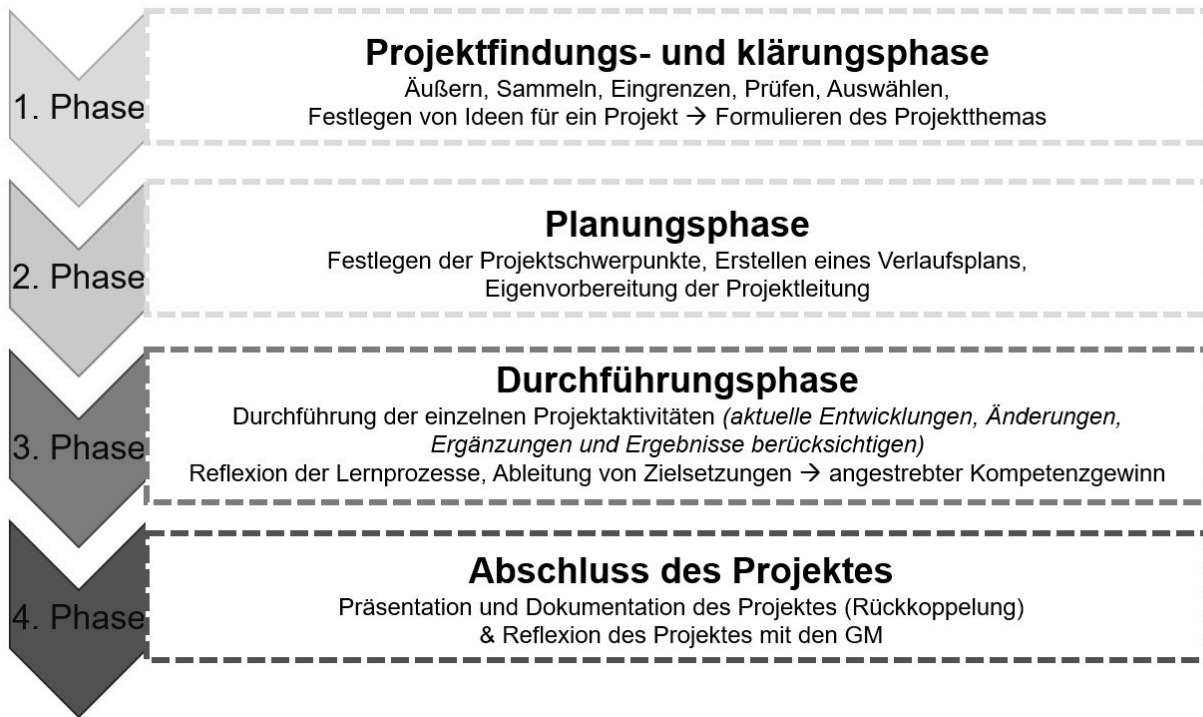 1. Phase
Projektfindungs- und klärungsphase
Äußern, Sammeln, Eingrenzen, Prüfen, Auswählen,
Festlegen von Ideen für ein Projekt → Formulieren des Projektthemas
2. Phase
Planungsphase
Festlegen der Projektschwerpunkte, Erstellen eines Verlaufsplans,
Eigenvorbereitung der Projektleitung
3. Phase
Durchführungsphase
Durchführung der einzelnen Projektaktivitäten (aktuelle Entwicklungen, Änderungen,
Ergänzungen und Ergebnisse berücksichtigen)
Reflexion der Lernprozesse, Ableitung von Zielsetzungen → angestrebter Kompetenzgewinn
4. Phase
Abschluss des Projektes
Präsentation und Dokumentation des Projektes (Rückkoppelung)
& Reflexion des Projektes mit den GM